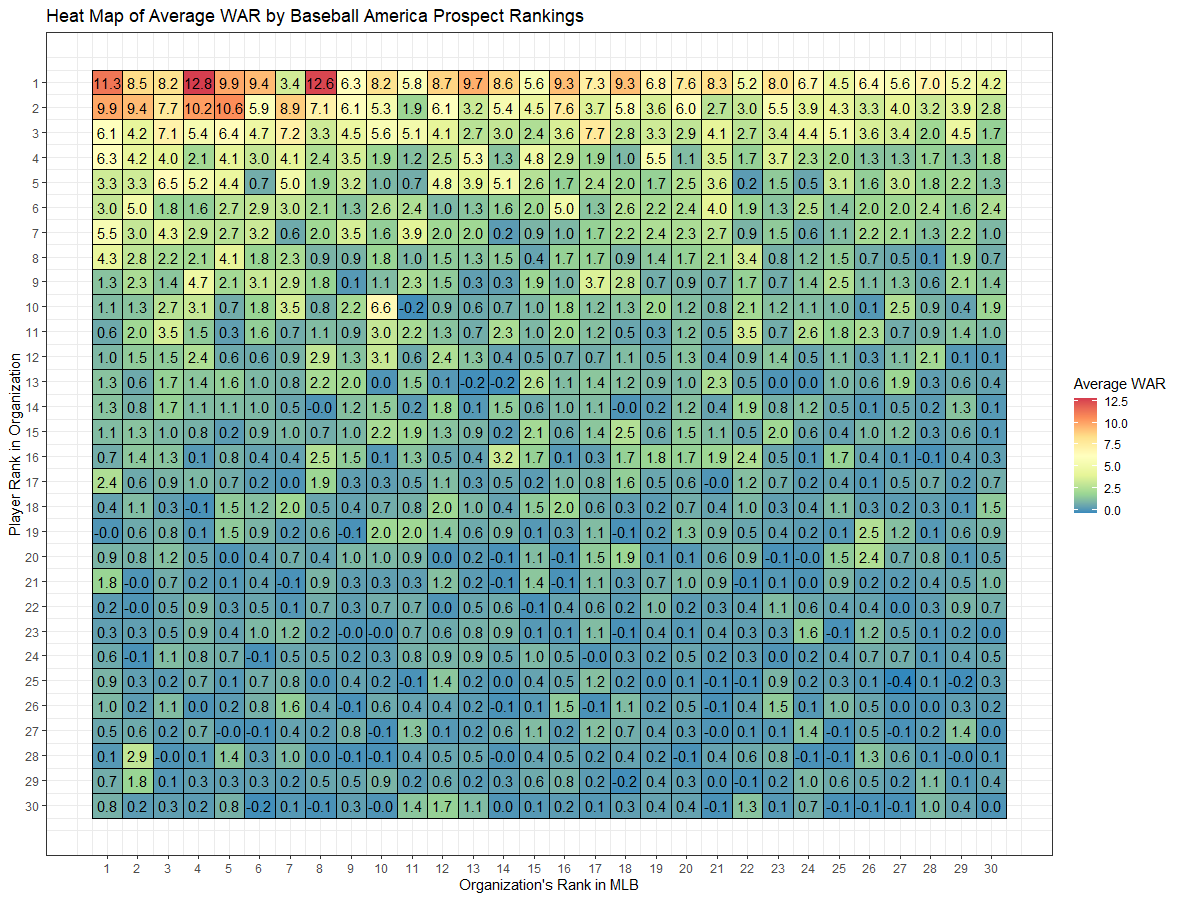 Heat Map of Average WAR by Baseball America Prospect Rankings
1 11.3 8.5 8.2 12.8 9.9 9.4 3.4 12.6 6.3 8.2 5.8 8.7 9.7 8.6 5.6 9.3 7.3 9.3 6.8 7.6 8.3 5.2 8.0 6.7 4.5 6.4 5.6 7.0 5.2 4.2
2 9.9 9.4 7.7 10.2 10.6 5.9 8.9 7.1 6.1 5.3 1.9 6.1 3.2 5.4 4.5 7.6 3.7 5.8 3.6 6.0 2.7 3.0 5.5 3.9 4.3 3.3 4.0 3.2 3.9 2.8
3 6.1 4.2 7.1 5.4 6.4 4.7 7.2 3.3 4.5 5.6 5.1 4.1 2.7 3.0 2.4 3.6 7.7 2.8 3.3 2.9 4.1 2.7 3.4 4.4 5.1 3.6 3.4 2.0 4.5 1.7
4 6.3 4.2 4.0 2.1 4.1 3.0 4.1 2.4 3.5 1.9 1.2 2.5 5.3 1.3 4.8 2.9 1.9 1.0 5.5 1.1 3.5 1.7 3.7 2.3 2.0 1.3 1.3 1.7 1.3 1.8
5 3.3 3.3 6.5 5.2 4.4 0.7 5.0 1.9 3.2 1.0 0.7 4.8 3.9 5.1 2.6 1.7 2.4 2.0 1.7 2.5 3.6 0.2 1.5 0.5 3.1 1.6 3.0 1.8 2.2 1.3
6 3.0 5.0 1.8 1.6 2.7 2.9 3.0 2.1 1.3 2.6 2.4 1.0 1.3 1.6 2.0 5.0 1.3 2.6 2.2 2.4 4.0 1.9 1.3 2.5 1.4 2.0 2.0 2.4 1.6 2.4
7 5.5 3.0 4.3 2.9 2.7 3.2 0.6 2.0 3.5 1.6 3.9 2.0 2.0 0.2 0.9 1.0 1.7 2.2 2.4 2.3 2.7 0.9 1.5 0.6 1.1 2.2 2.1 1.3 2.2 1.0
8 4.3 2.8 2.2 2.1 4.1 1.8 2.3 0.9 0.9 1.8 1.0 1.5 1.3 1.5 0.4 1.7 1.7 0.9 1.4 1.7 2.1 3.4 0.8 1.2 1.5 0.7 0.5 0.1 1.9 0.7
9 1.3 2.3 1.4 4.7 2.1 3.1 2.9 1.8 0.1 1.1 2.3 1.5 0.3 0.3 1.9 1.0 3.7 2.8 0.7 0.9 0.7 1.7 0.7 1.4 2.5 1.1 1.3 0.6 2.1 1.4
10 1.1 1.3 2.7 3.1 0.7 1.8 3.5 0.8 2.2 6.6 -0.2 0.9 0.6 0.7 1.0 1.8 1.2 1.3 2.0 1.2 0.8 2.1 1.2 1.1 1.0 0.1 2.5 0.9 0.4 1.9
11 0.6 2.0 3.5 1.5 0.3 1.6 0.7 1.1 0.9 3.0 2.2 1.3 0.7 2.3 1.0 2.0 1.2 0.5 0.3 1.2 0.5 3.5 0.7 2.6 1.8 2.3 0.7 0.9 1.4 1.0
12 1.0 1.5 1.5 2.4 0.6 0.6 0.9 2.9 1.3 3.1 0.6 2.4 1.3 0.4 0.5 0.7 0.7 1.1 0.5 1.3 0.4 0.9 1.4 0.5 1.1 0.3 1.1 2.1 0.1 0.1
13 1.3 0.6 1.7 1.4 1.6 1.0 0.8 2.2 2.0 0.0 1.5 0.1 -0.2 -0.2 2.6 1.1 1.4 1.2 0.9 1.0 2.3 0.5 0.0 0.0 1.0 0.6 1.9 0.3 0.6 0.4
14 1.3 0.8 1.7 1.1 1.1 1.0 0.5 -0.0 1.2 1.5 0.2 1.8 0.1 1.5 0.6 1.0 1.1 -0.0 0.2 1.2 0.4 1.9 0.8 1.2 0.5 0.1 0.5 0.2 1.3 0.1
15 1.1 1.3 1.0 0.8 0.2 0.9 1.0 0.7 1.0 2.2 1.9 1.3 0.9 0.2 2.1 0.6 1.4 2.5 0.6 1.5 1.1 0.5 2.0 0.6 0.4 1.0 1.2 0.3 0.6 0.1
16 0.7 1.4 1.3 0.1 0.8 0.4 0.4 2.5 1.5 0.1 1.3 0.5 0.4 3.2 1.7 0.1 0.3 1.7 1.8 1.7 1.9 2.4 0.5 0.1 1.7 0.4 0.1 -0.1 0.4 0.3
17 2.4 0.6 0.9 1.0 0.7 0.2 0.0 1.9 0.3 0.3 0.5 1.1 0.3 0.5 0.2 1.0 0.8 1.6 0.5 0.6 -0.0 1.2 0.7 0.2 0.4 0.1 0.5 0.7 0.2 0.7
18 0.4 1.1 0.3 -0.1 1.5 1.2 2.0 0.5 0.4 0.7 0.8 2.0 1.0 0.4 1.5 2.0 0.6 0.3 0.2 0.7 0.4 1.0 0.3 0.4 1.1 0.3 0.2 0.3 0.1 1.5
19 -0.0 0.6 0.8 0.1 1.5 0.9 0.2 0.6 -0.1 2.0 2.0 1.4 0.6 0.9 0.1 0.3 1.1 -0.1 0.2 1.3 0.9 0.5 0.4 0.2 0.1 2.5 1.2 0.1 0.6 0.9
20 0.9 0.8 1.2 0.5 0.0 0.4 0.7 0.4 1.0 1.0 0.9 0.0 0.2 -0.1 1.1 -0.1 1.5 1.9 0.1 0.1 0.6 0.9 -0.1 -0.0 1.5 2.4 0.7 0.8 0.1 0.5
21 1.8 -0.0 0.7 0.2 0.1 0.4 -0.1 0.9 0.3 0.3 0.3 1.2 0.2 -0.1 1.4 -0.1 1.1 0.3 0.7 1.0 0.9 -0.1 0.1 0.0 0.9 0.2 0.2 0.4 0.5 1.0
22 0.2 -0.0 0.5 0.9 0.3 0.5 0.1 0.7 0.3 0.7 0.7 0.0 0.5 0.6 -0.1 0.4 0.6 0.2 1.0 0.2 0.3 0.4 1.1 0.6 0.4 0.4 0.0 0.3 0.9 0.7
23 0.3 0.3 0.5 0.9 0.4 1.0 1.2 0.2 -0.0 -0.0 0.7 0.6 0.8 0.9 0.1 0.1 1.1 -0.1 0.4 0.1 0.4 0.3 0.3 1.6 -0.1 1.2 0.5 0.1 0.2 0.0
24 0.6 -0.1 1.1 0.8 0.7 -0.1 0.5 0.5 0.2 0.3 0.8 0.9 0.9 0.5 1.0 0.5 -0.0 0.3 0.2 0.5 0.2 0.3 0.0 0.2 0.4 0.7 0.7 0.1 0.4 0.5
25 0.9 0.3 0.2 0.7 0.1 0.7 0.8 0.0 0.4 0.2 -0.1 1.4 0.2 0.0 0.4 0.5 1.2 0.2 0.0 0.1 -0.1 -0.1 0.9 0.2 0.3 0.1 -0.4 0.1 -0.2 0.3
26 1.0 0.2 1.1 0.0 0.2 0.8 1.6 0.4 -0.1 0.6 0.4 0.4 0.2 -0.1 0.1 1.5 -0.1 1.1 0.2 0.5 -0.1 0.4 1.5 0.1 1.0 0.5 0.0 0.0 0.3 0.2
27 0.5 0.6 0.2 0.7 -0.0 -0.1 0.4 0.2 0.8 -0.1 1.3 0.1 0.2 0.6 1.1 0.2 1.2 0.7 0.4 0.3 -0.0 0.1 0.4 1.4 -0.1 0.5 -0.1 0.2 1.4 0.0
28 0.1 2.9 -0.0 0.1 1.4 0.3 1.0 0.0 -0.1 -0.1 0.4 0.5 0.5 -0.0 0.4 0.5 0.2 0.4 0.2 -0.1 0.4 0.6 0.8 -0.1 -0.1 1.3 0.6 0.1 -0.0 0.1
29 0.7 1.8 0.1 0.3 0.3 0.3 0.2 0.5 0.5 0.9 0.2 0.6 0.2 0.3 0.6 0.8 0.2 -0.2 0.4 0.3 0.0 -0.1 0.2 1.0 0.6 0.5 0.2 1.1 0.1 0.4
30 0.8 0.2 0.3 0.2 0.8 -0.2 0.1 -0.1 0.3 -0.0 1.4 1.7 1.1 0.0 0.1 0.2 0.1 0.3 0.4 0.4 -0.1 1.3 0.1 0.7 -0.1 -0.1 -0.1 1.0 0.4 0.0
1 2 3 4 5 6 7 8 9 10 11 12 13 14 15 16 17 18 19 20 21 22 23 24 25 26 27 28 29 30
Organization's Rank in MLB
Player Rank in Organization
Average WAR
12.5
10.0
7.5
5.0
2.5
0.0